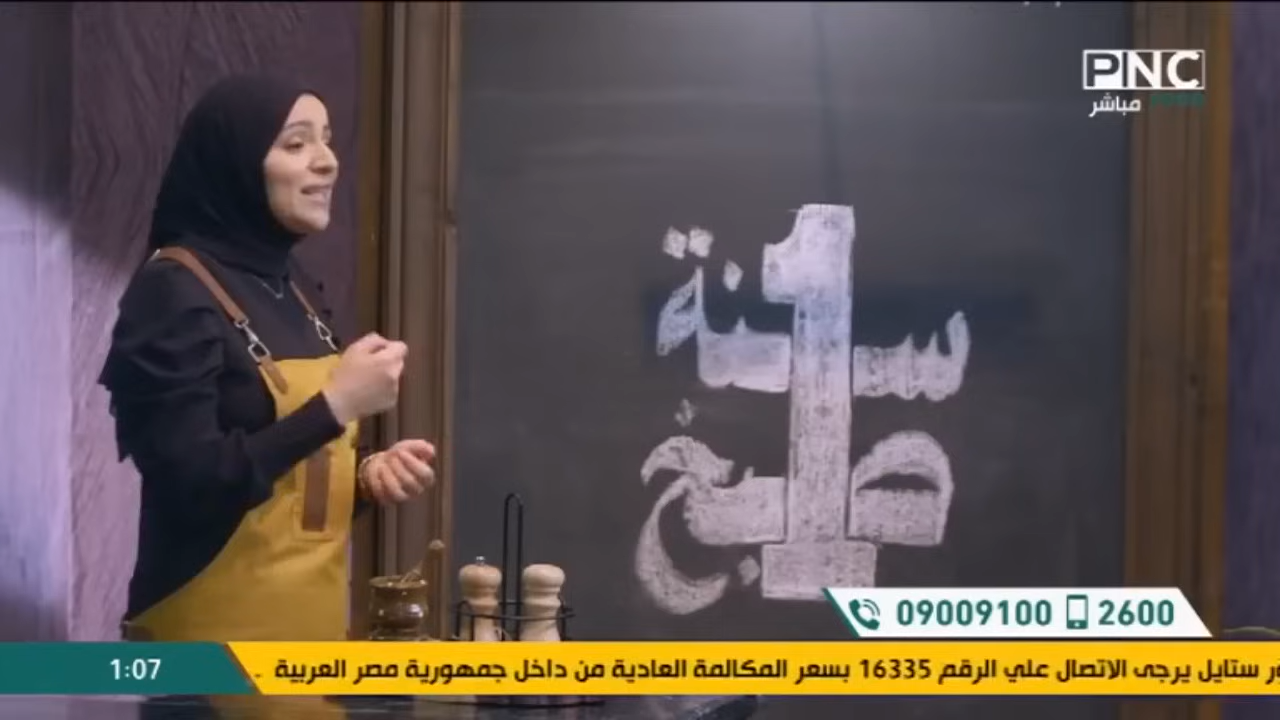 PNC
مباشر
سنة
1
طبخ
09009100 2600
ستايل يرجى الاتصال علي الرقم 16335 بسعر المكالمة العادية من داخل جمهورية مصر العربية
1:07